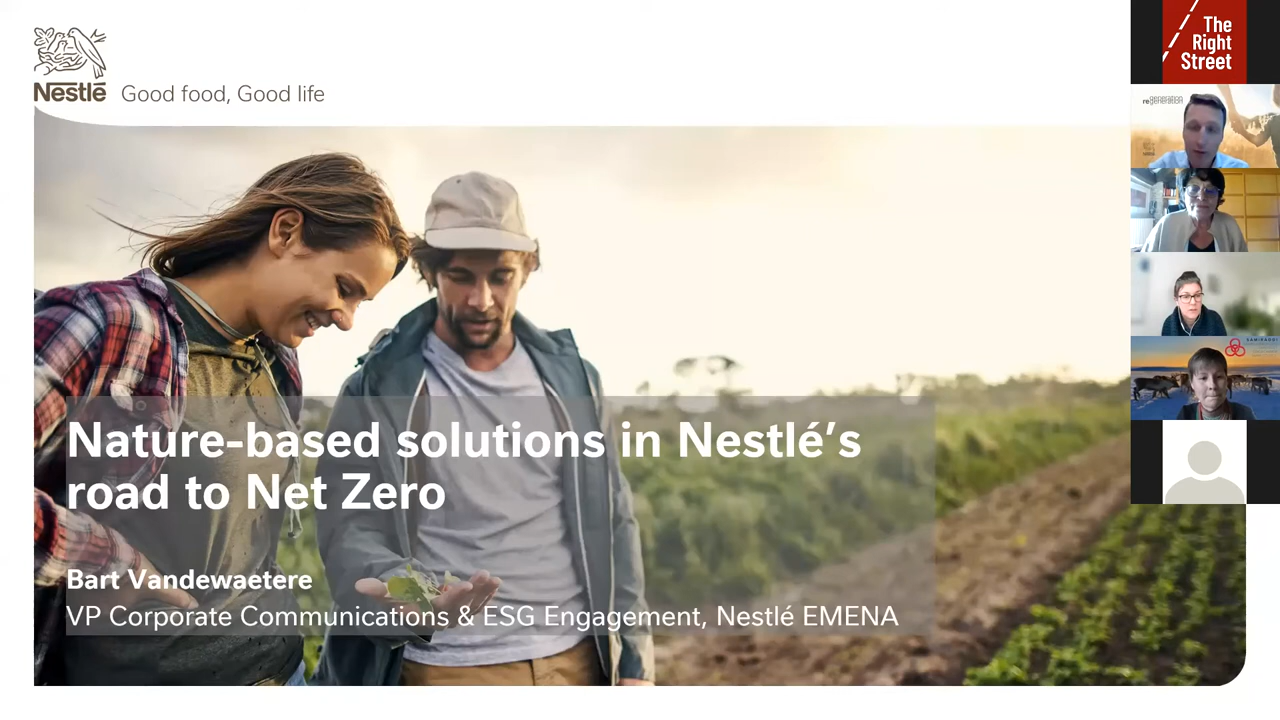 Nestlé
Good food, Good life
Nature-based solutions in Nestlé’s
road to Net Zero
Bart Vandewaetere
VP Corporate Communications & ESG Engagement, Nestlé EMENA
The
Right
Street
regeneration